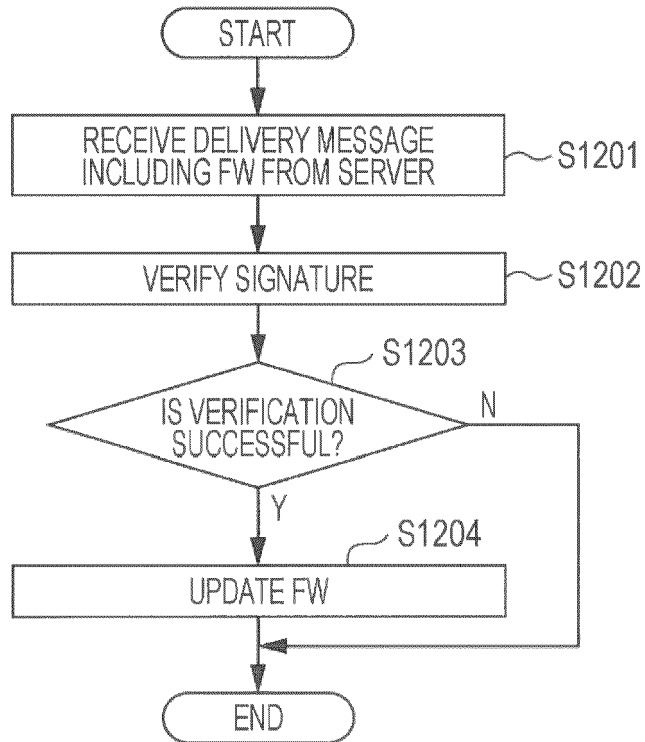 START
RECEIVE DELIVERY MESSAGE
INCLUDING FW FROM SERVER
S1201
VERIFY SIGNATURE
S1202
S1203
IS VERIFICATION
SUCCESSFUL?
N
Y
S1204
UPDATE FW
END